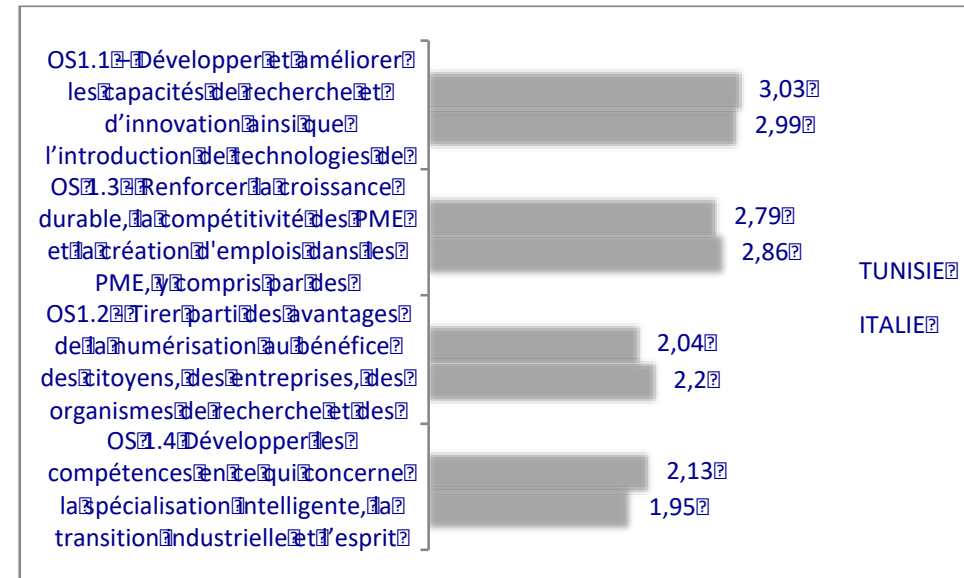 OS1.1 – Développer et améliorer
les capacités de recherche et
d’innovation ainsi que
l’introduction de technologies de
OS 1.3 - Renforcer la croissance
durable, la compétitivité des PME
et la création d'emplois dans les
PME, y compris par des
OS1.2 - Tirer parti des avantages
de la numérisation au bénéfice
des citoyens, des entreprises, des
organismes de recherche et des
OS 1.4 Développer les
compétences en ce qui concerne
la spécialisation intelligente, la
transition industrielle et l’esprit
3,03
2,99
2,79
2,86
2,04
2,2
2,13
1,95
TUNISIE
ITALIE